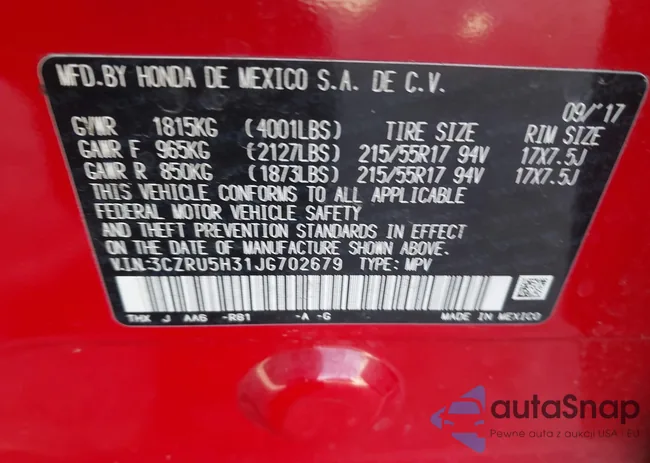 MFD.BY HONDA DE MEXICO S.A. DE C.V.
09/'17
GVWR 1815KG (4001LBS) TIRE SIZE RIM SIZE
GAWR F 965KG (2127LBS) 215/55R17 94V 17X7.5J
GAWR R 850KG (1873LBS) 215/55R17 94V 17X7.5J
THIS VEHICLE CONFORMS TO ALL APPLICABLE
FEDERAL MOTOR VEHICLE SAFETY
AND THEFT PREVENTION STANDARDS IN EFFECT
ON THE DATE OF MANUFACTURE SHOWN ABOVE.
V.I.N:3CZRU5H31JG702679 TYPE: MPV
THX J AA6 -R81 -A -G MADE IN MEXICO
autaSnap
Pewne auta z aukcji USA i EU